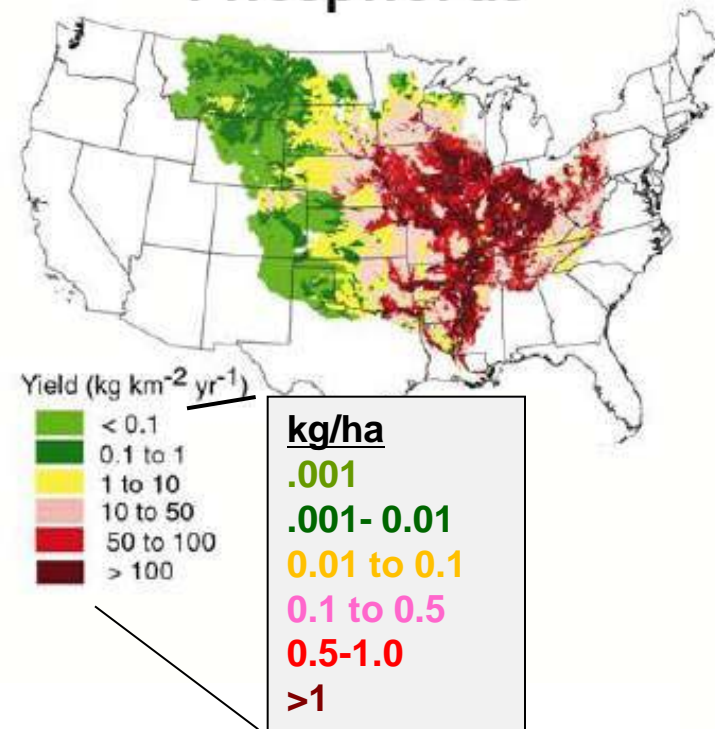 Yield (kg km-2 yr-1)
< 0.1
0.1 to 1
1 to 10
10 to 50
50 to 100
> 100
kg/ha
.001
.001- 0.01
0.01 to 0.1
0.1 to 0.5
0.5-1.0
>1